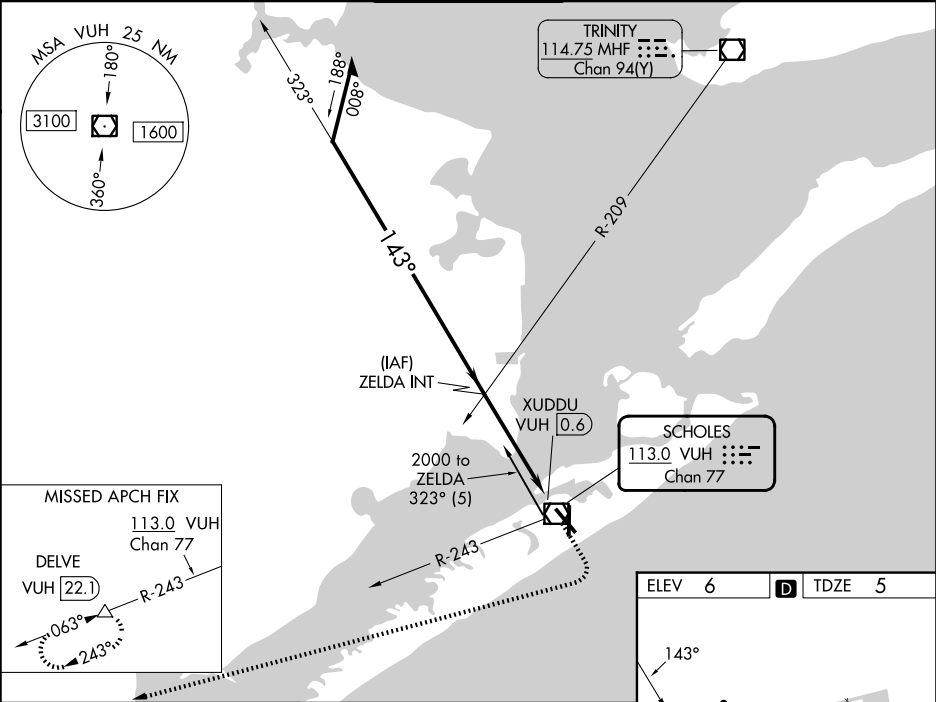 MSA VUH 25 NM
180°
3100
1600
360°
323°
188°
008°
TRINITY
114.75 MHF
Chan 94(Y)
R-209
143°
(IAF)
ZELDA INT
XUDDU
VUH 0.6
SCHOLES
113.0 VUH
Chan 77
2000 to
ZELDA
323° (5)
R-243
MISSED APCH FIX
113.0 VUH
Chan 77
DELVE
VUH 22.1
R-243
063°
243°
ELEV 6 D TDZE 5
143°